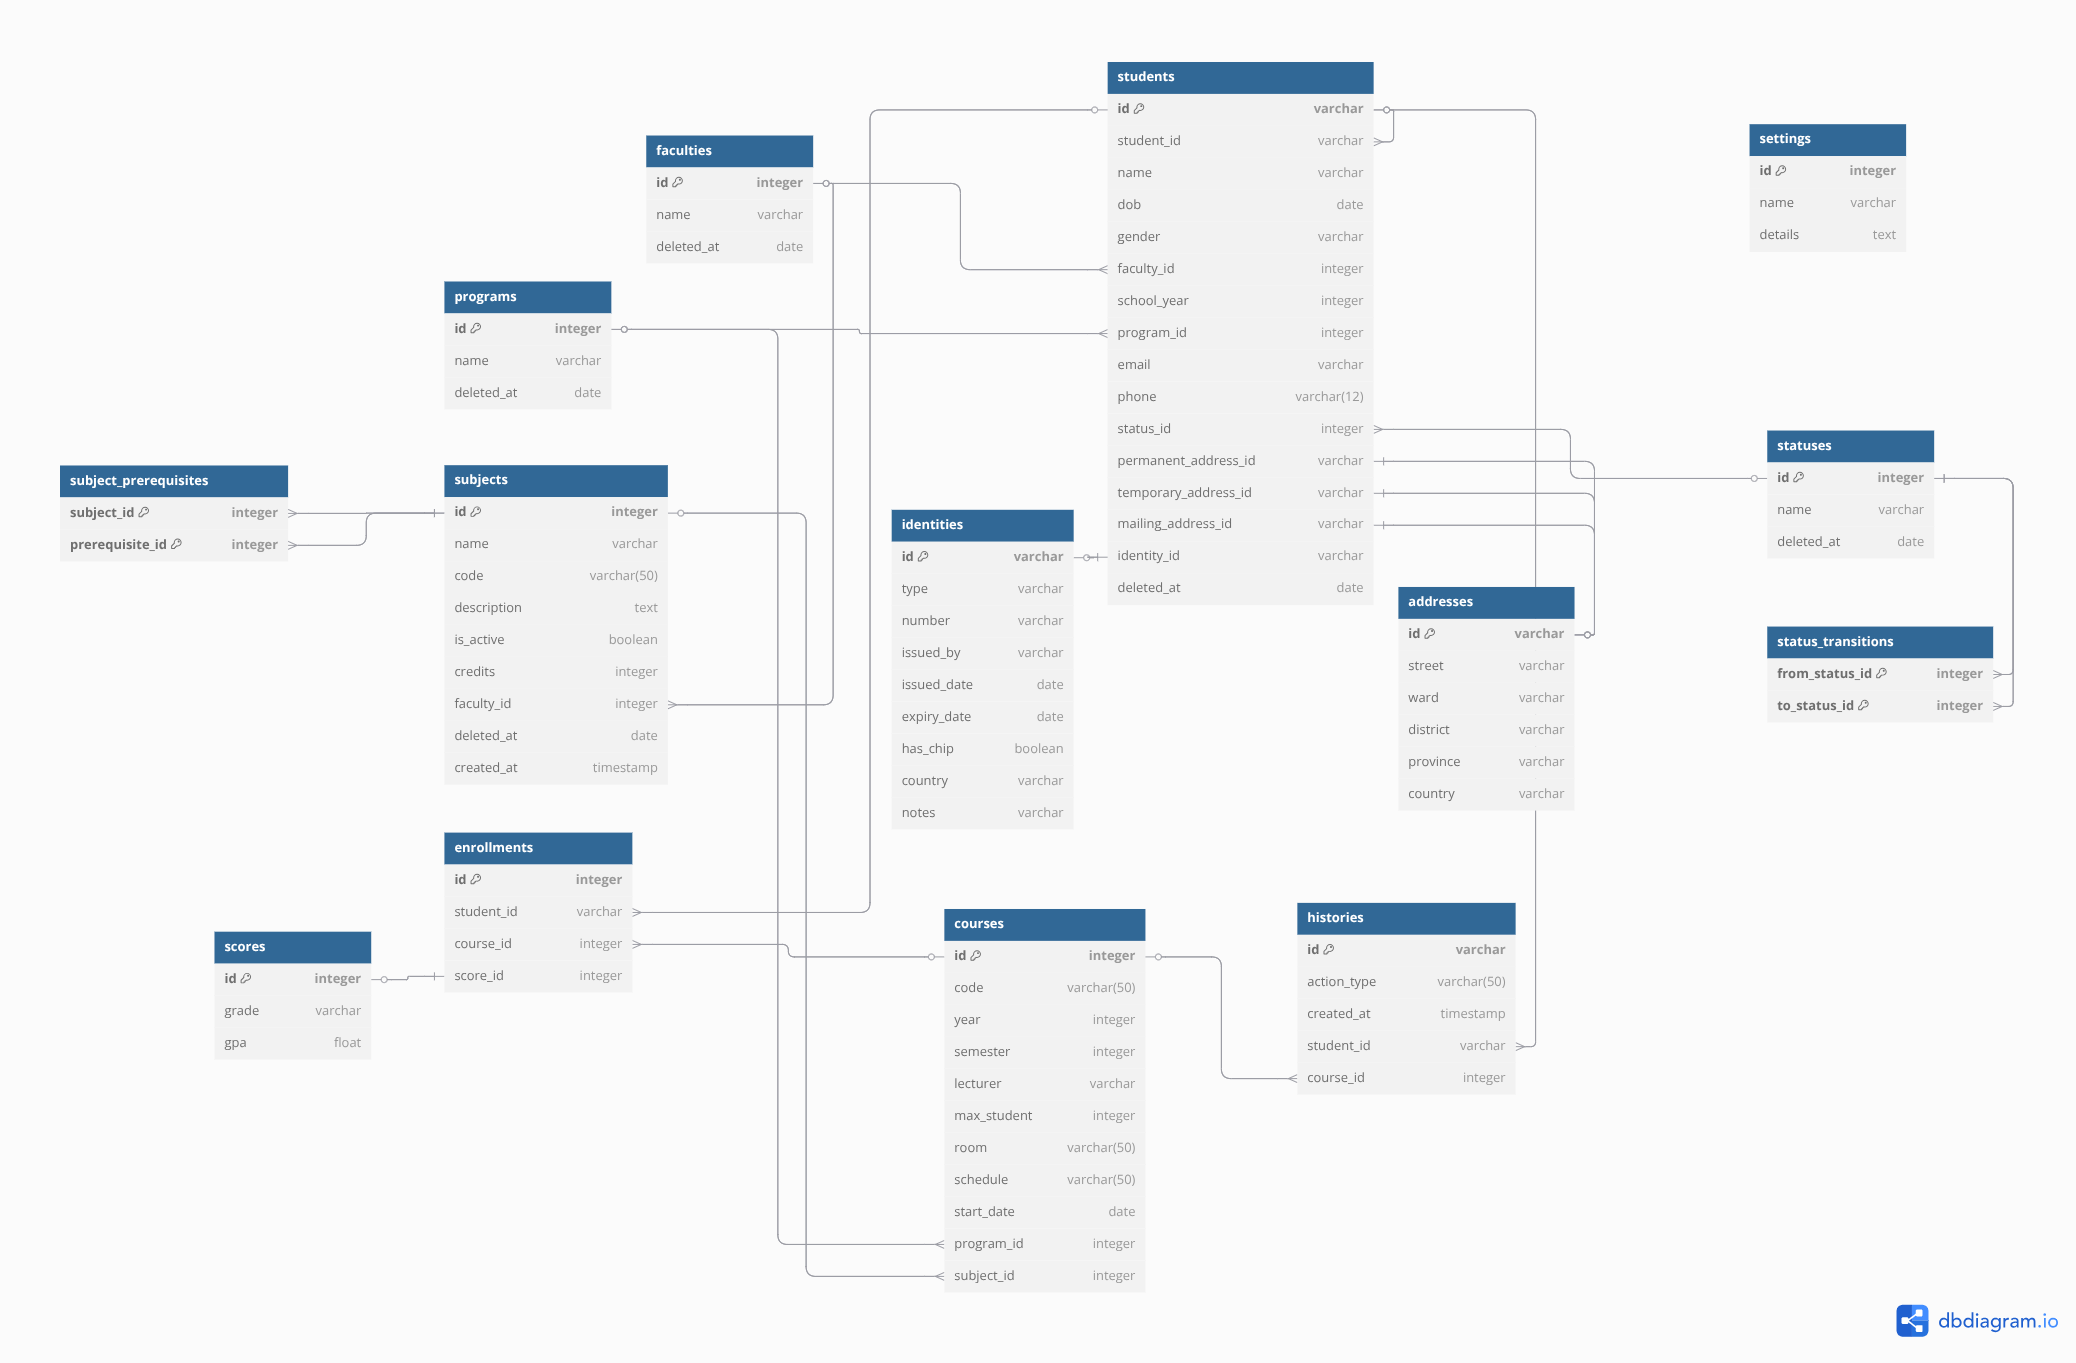 students
id varchar
student_id varchar
name varchar
dob date
gender varchar
faculty_id integer
school_year integer
program_id integer
email varchar
phone varchar(12)
status_id integer
permanent_address_id varchar
temporary_address_id varchar
mailing_address_id varchar
identity_id varchar
deleted_at date
faculties
id integer
name varchar
deleted_at date
settings
id integer
name varchar
details text
programs
id integer
name varchar
deleted_at date
subject_prerequisites
subject_id integer
prerequisite_id integer
subjects
id integer
name varchar
code varchar(50)
description text
is_active boolean
credits integer
faculty_id integer
deleted_at date
created_at timestamp
identities
id varchar
type varchar
number varchar
issued_by varchar
issued_date date
expiry_date date
has_chip boolean
country varchar
notes varchar
statuses
id integer
name varchar
deleted_at date
addresses
id varchar
street varchar
ward varchar
district varchar
province varchar
country varchar
status_transitions
from_status_id integer
to_status_id integer
enrollments
id integer
student_id varchar
course_id integer
score_id integer
scores
id integer
grade varchar
gpa float
courses
id integer
code varchar(50)
year integer
semester integer
lecturer varchar
max_student integer
room varchar(50)
schedule varchar(50)
start_date date
program_id integer
subject_id integer
histories
id varchar
action_type varchar(50)
created_at timestamp
student_id varchar
course_id integer
dbdiagram.io